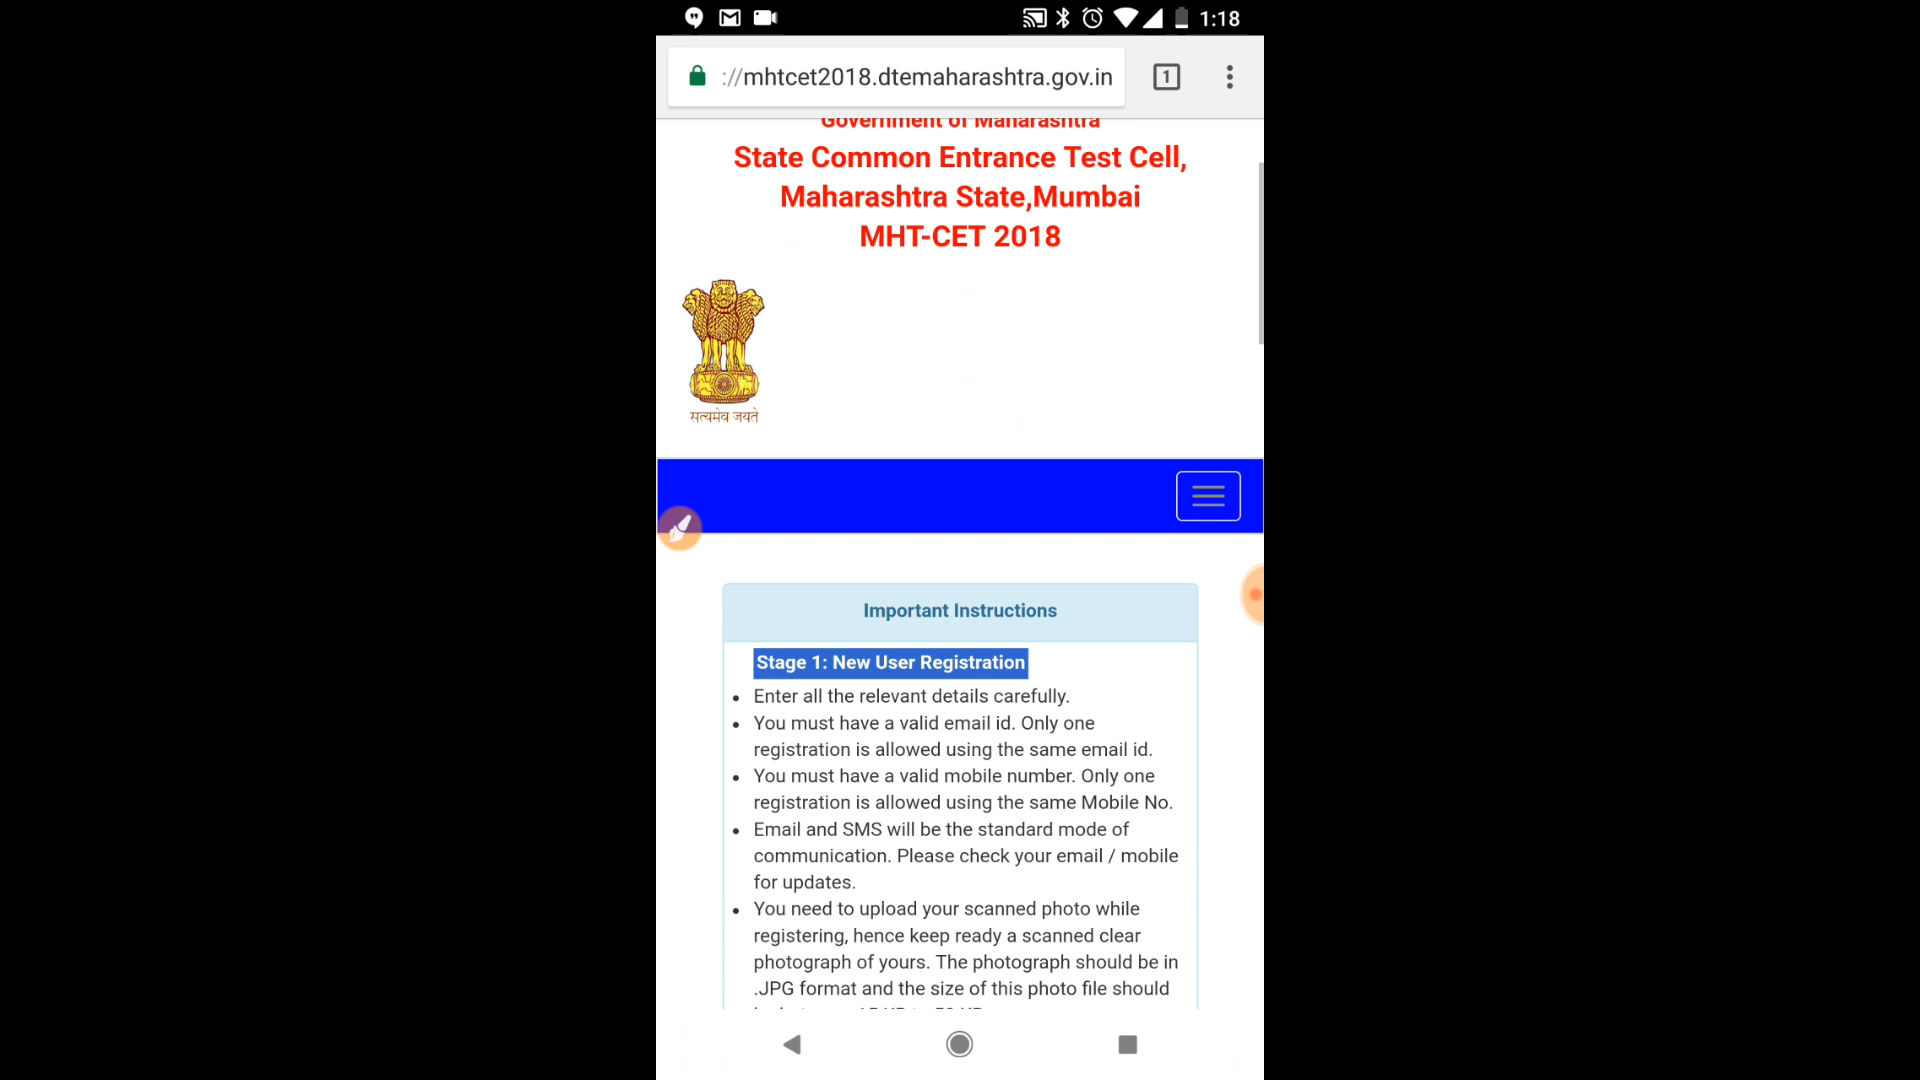 1:18
://mhtcet2018.dtemaharashtra.gov.in
1
Government of Maharashtra
State Common Entrance Test Cell,
Maharashtra State,Mumbai
MHT-CET 2018
सत्यमेव जयते
Important Instructions
Stage 1: New User Registration
• Enter all the relevant details carefully.
• You must have a valid email id. Only one
registration is allowed using the same email id.
• You must have a valid mobile number. Only one
registration is allowed using the same Mobile No.
• Email and SMS will be the standard mode of
communication. Please check your email / mobile
for updates.
• You need to upload your scanned photo while
registering, hence keep ready a scanned clear
photograph of yours. The photograph should be in
.JPG format and the size of this photo file should